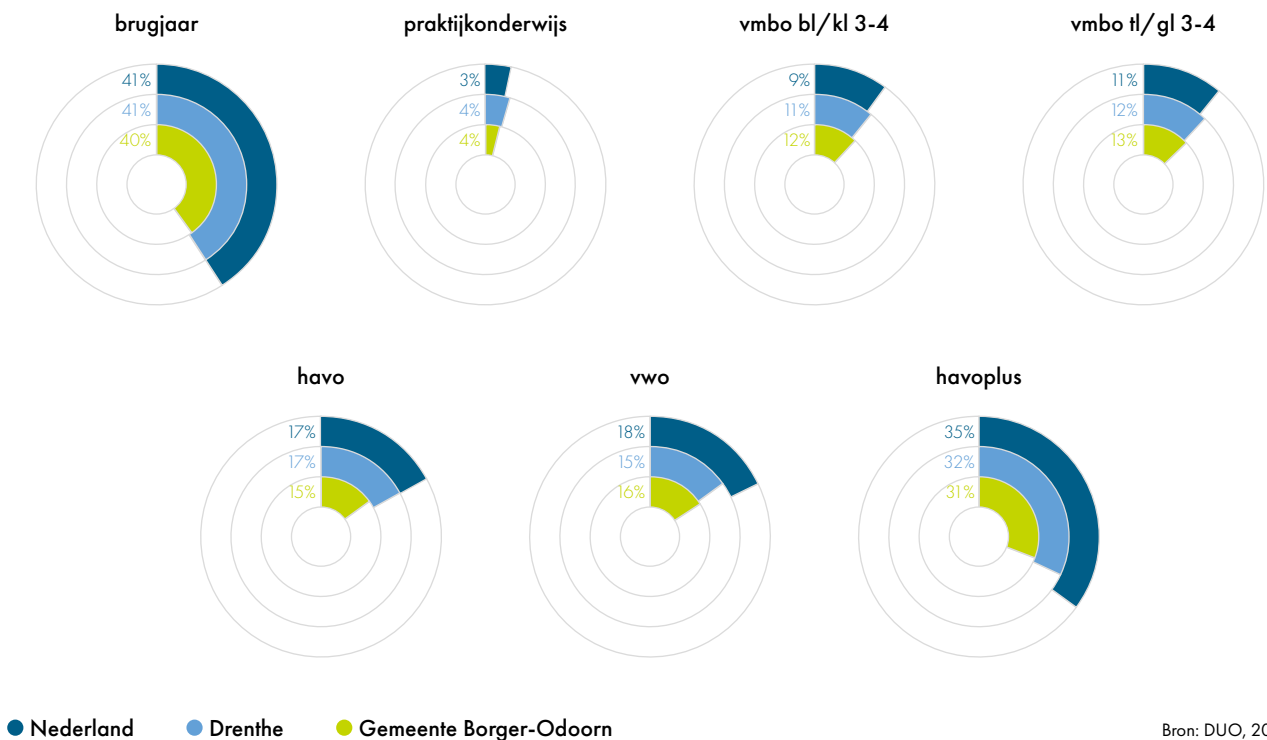 brugjaar
praktijkonderwijs
vmbo bl/kl 3-4
vmbo tl/gl 3-4
41%
41%
40%
3%
4%
4%
9%
11%
12%
11%
12%
13%
havo
vwo
havoplus
17%
17%
15%
18%
15%
16%
35%
32%
31%
Nederland
Drenthe
Gemeente Borger-Odoorn
Bron: DUO,